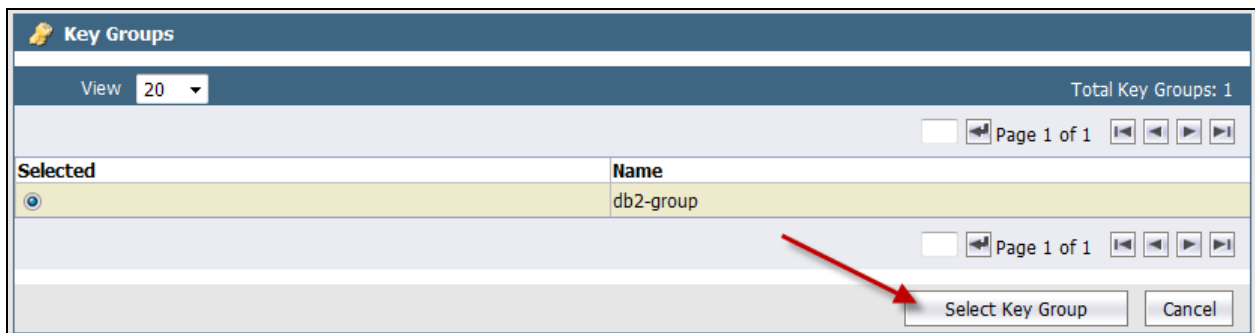 Key Groups
View 20 Total Key Groups: 1
Page 1 of 1
Selected Name
db2-group
Page 1 of 1
Select Key Group Cancel